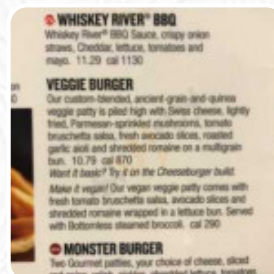 WHISKEY RIVER® BBQ
Whiskey River® BBQ Sauce, crispy onion
straws, Cheddar, lettuce, tomatoes and
mayo. 11.29 cal 1130
VEGGIE BURGER
Our custom-blended, ancient-grain-and-quinoa
veggie patty is piled high with Swiss cheese, lightly
fried, Parmesan-sprinkled mushrooms, tomato
bruschetta salsa, fresh avocado slices, roasted
garlic aioli and shredded romaine on a multigrain
bun. 10.79 cal 870
Want it basic? Try it on the Cheeseburger build.
Make it vegan! Our vegan veggie patty comes with
fresh tomato bruschetta salsa, avocado slices and
shredded romaine wrapped in a lettuce bun. Served
with Bottomless steamed broccoli. cal 290
MONSTER BURGER
Two Gourmet patties, your choice of cheese, sliced